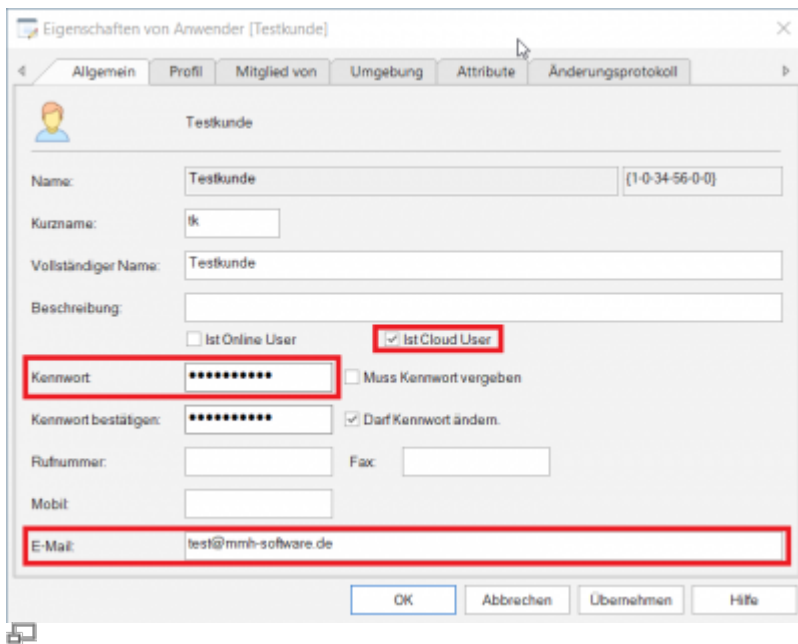 Eigenschaften von Anwender [Testkunde]
Allgemein Profil Mitglied von Umgebung Attribute Änderungsprotokoll
Testkunde
Name: Testkunde {1-0-34-56-0-0}
Kurzname: tk
Vollständiger Name: Testkunde
Beschreibung:
Ist Online User Ist Cloud User
Kennwort: •••••••••• Muss Kennwort vergeben
Kennwort bestätigen: •••••••••• Darf Kennwort ändern.
Rufnummer: Fax:
Mobil:
E-Mail: test@mmh-software.de
OK Abbrechen Übernehmen Hilfe